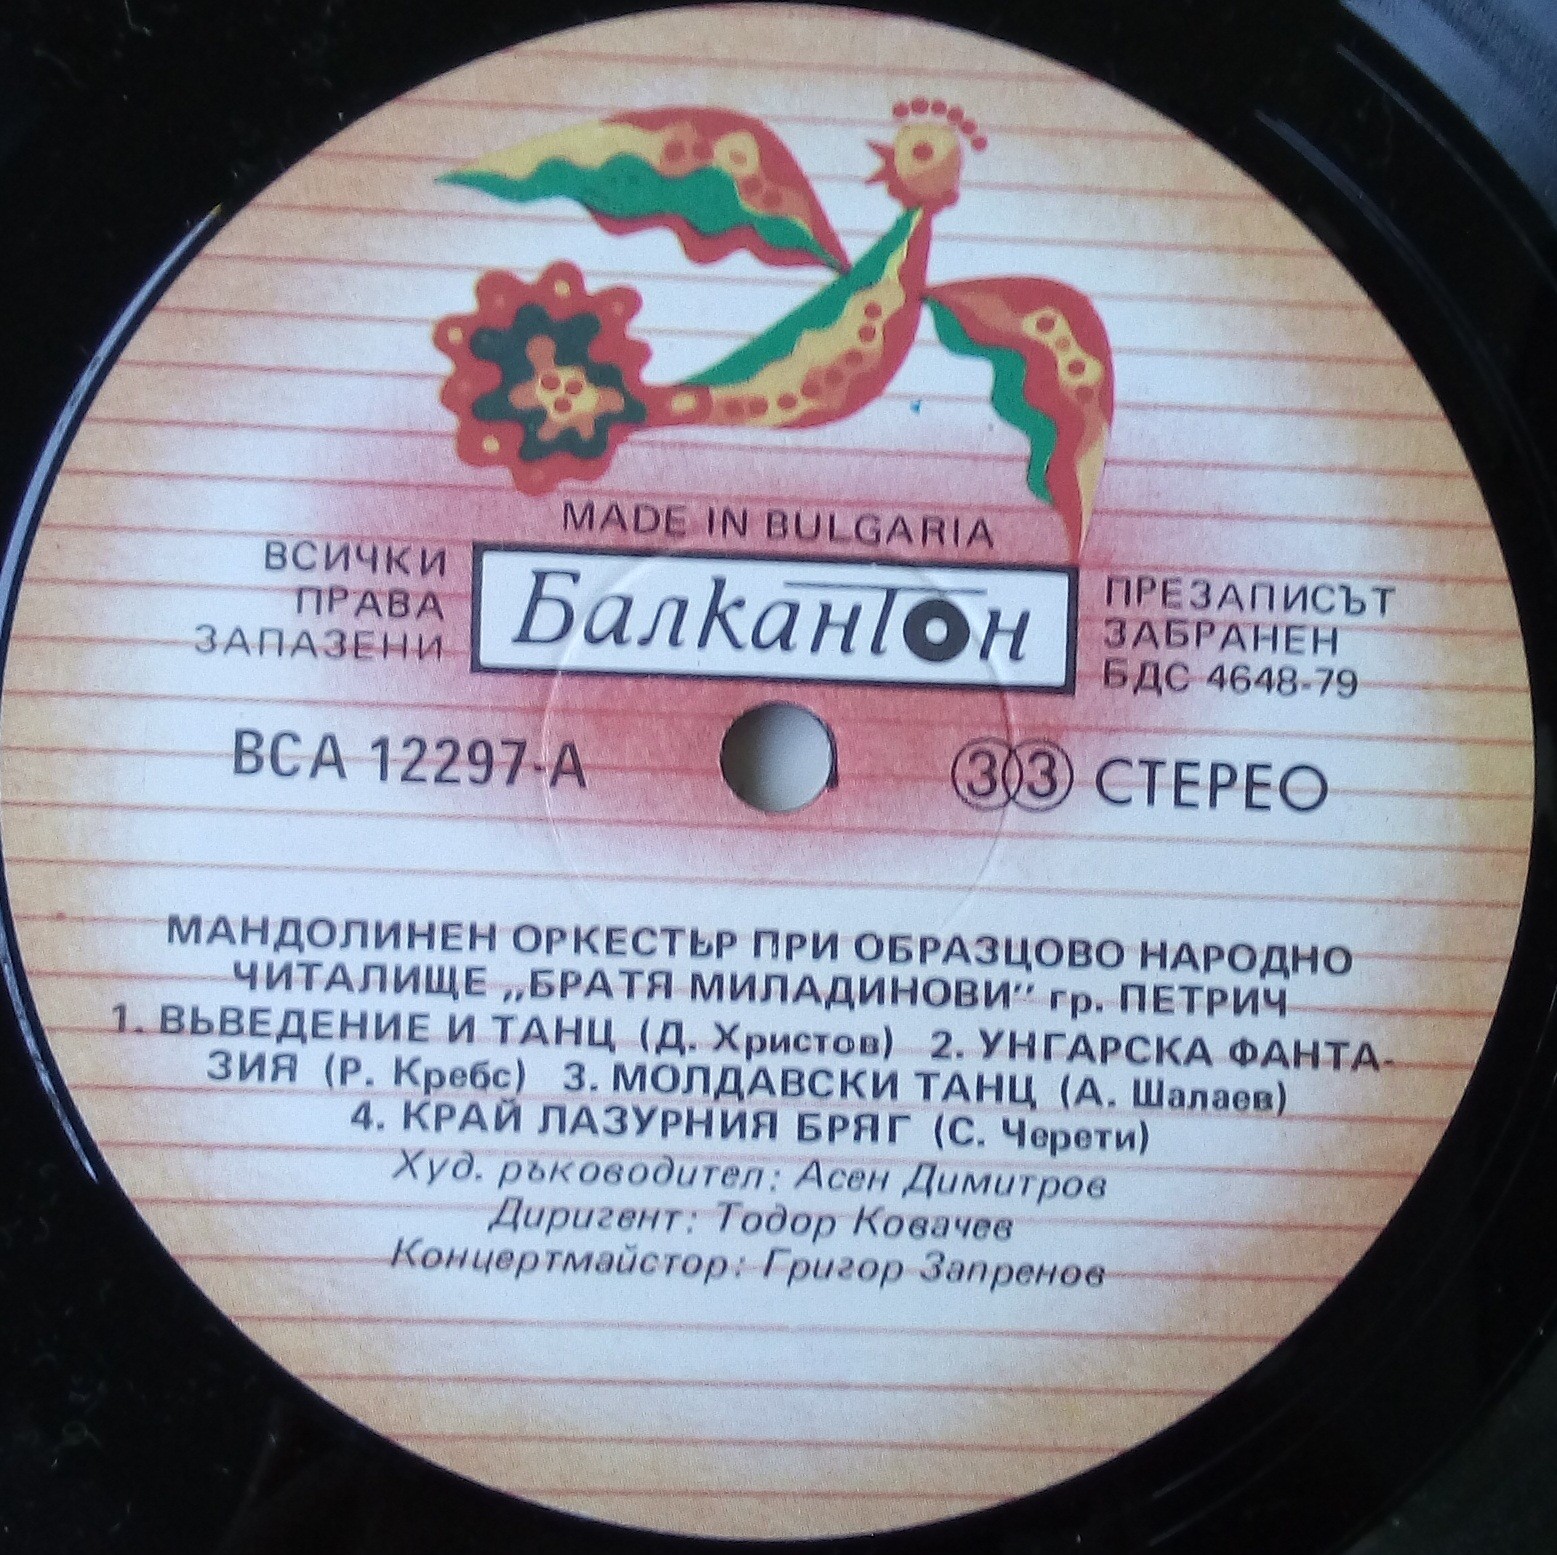 MADE IN BULGARIA
ВСИЧКИ
ПРАВА
ЗАПАЗЕНИ
Балкантон
ПРЕЗАПИСЪТ
ЗАБРАНЕН
БДС 4648-79
ВСА 12297-А
33 СТЕРЕО
МАНДОЛИНЕН ОРКЕСТЪР ПРИ ОБРАЗЦОВО НАРОДНО
ЧИТАЛИЩЕ „БРАТЯ МИЛАДИНОВИ" гр. ПЕТРИЧ
1. ВЪВЕДЕНИЕ И ТАНЦ (Д. Христов) 2. УНГАРСКА ФАНТА-
ЗИЯ (Р. Кребс) 3. МОЛДАВСКИ ТАНЦ (А. Шалаев)
4. КРАЙ ЛАЗУРНИЯ БРЯГ (С. Черети)
Худ. ръководител: Асен Димитров
Диригент: Тодор Ковачев
Концертмайстор: Григор Запренов